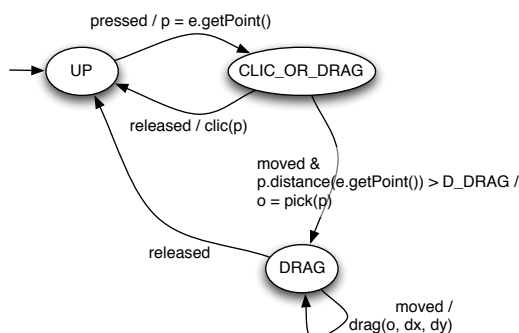 pressed / p = e.getPoint()
UP
CLIC_OR_DRAG
released / clic(p)
moved &
p.distance(e.getPoint()) > D_DRAG /
o = pick(p)
released
DRAG
moved /
drag(o, dx, dy)